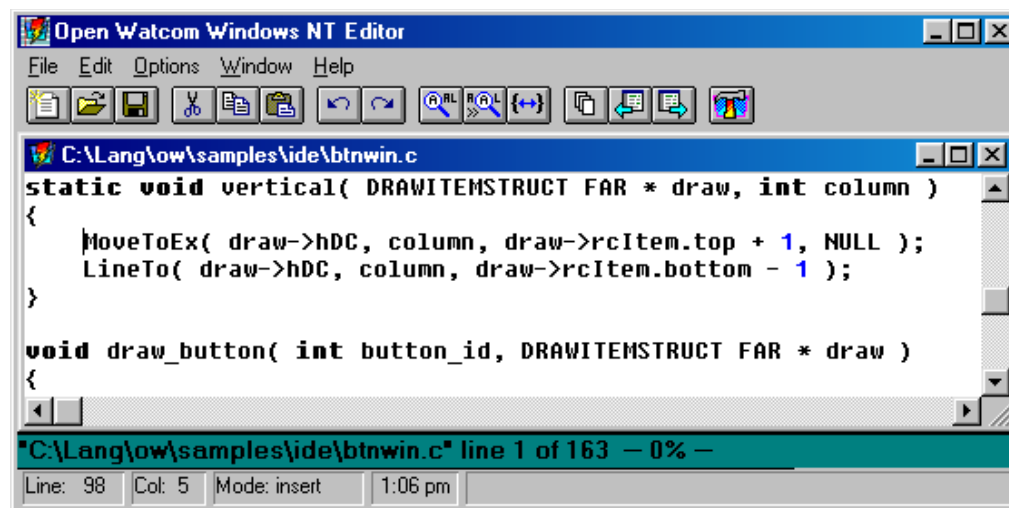 Open Watcom Windows NT Editor
File Edit Options Window Help
C:\Lang\ow\samples\ide\btnwin.c
static void vertical( DRAWITEMSTRUCT FAR * draw, int column )
{
    MoveToEx( draw->hDC, column, draw->rcItem.top + 1, NULL );
    LineTo( draw->hDC, column, draw->rcItem.bottom - 1 );
}
void draw_button( int button_id, DRAWITEMSTRUCT FAR * draw )
{
"C:\Lang\ow\samples\ide\btnwin.c" line 1 of 163 -- 0% --
Line: 98 Col: 5 Mode: insert 1:06 pm